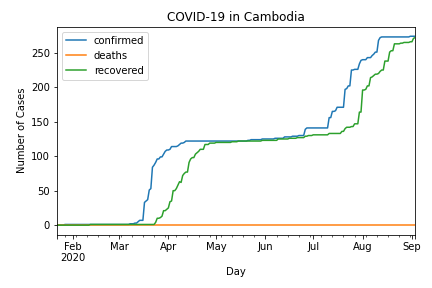 COVID-19 in Cambodia
confirmed
deaths
recovered
Number of Cases
250
200
150
100
50
0
Feb Mar Apr May Jun Jul Aug Sep
2020
Day